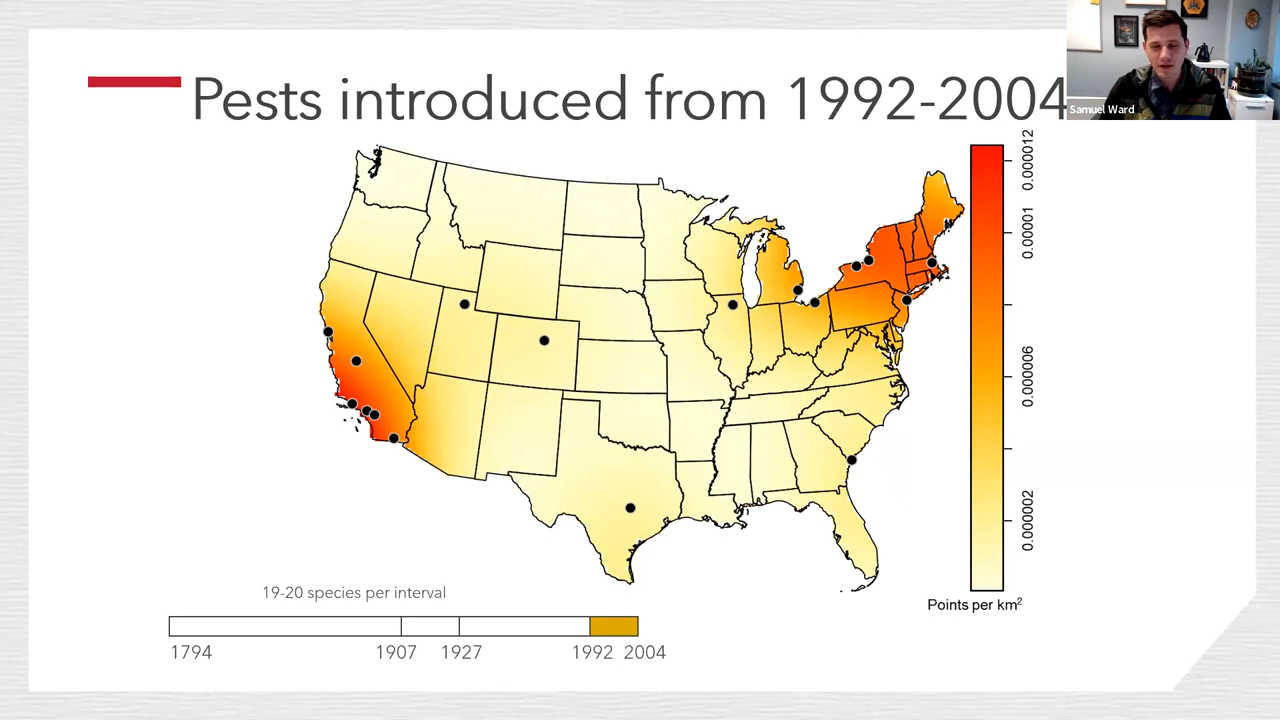 Pests introduced from 1992-2004
Samuel Ward
0.000012
0.00001
0.000006
0.000002
Points per km²
19-20 species per interval
1794 1907 1927 1992 2004